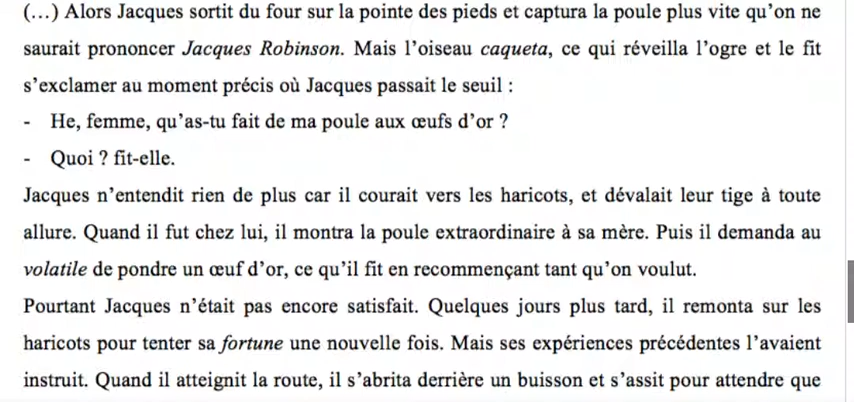 (…) Alors Jacques sortit du four sur la pointe des pieds et captura la poule plus vite qu’on ne
saurait prononcer Jacques Robinson. Mais l’oiseau caqueta, ce qui réveilla l’ogre et le fit
s’exclamer au moment précis où Jacques passait le seuil :
- He, femme, qu’as-tu fait de ma poule aux œufs d’or ?
- Quoi ? fit-elle.
Jacques n’entendit rien de plus car il courait vers les haricots, et dévalait leur tige à toute
allure. Quand il fut chez lui, il montra la poule extraordinaire à sa mère. Puis il demanda au
volatile de pondre un œuf d’or, ce qu’il fit en recommençant tant qu’on voulut.
Pourtant Jacques n’était pas encore satisfait. Quelques jours plus tard, il remonta sur les
haricots pour tenter sa fortune une nouvelle fois. Mais ses expériences précédentes l’avaient
instruit. Quand il atteignit la route, il s’abrita derrière un buisson et s’assit pour attendre que